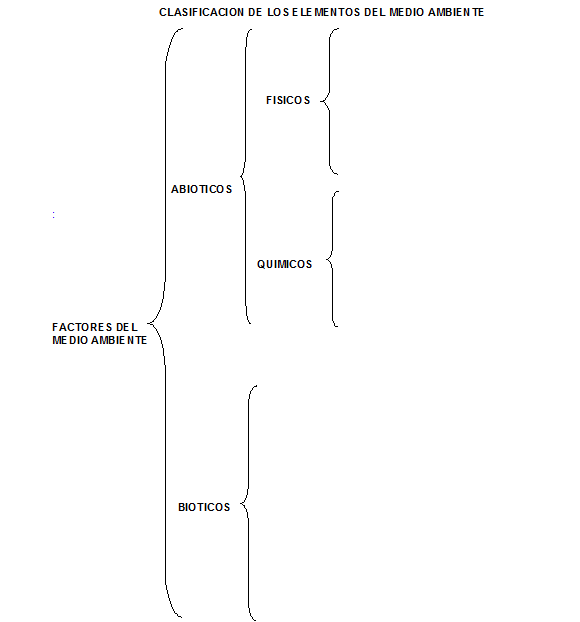 CLASIFICACION DE LOS ELEMENTOS DEL MEDIO AMBIENTE
FISICOS
ABIOTICOS
:
QUIMICOS
FACTORES DEL
MEDIO AMBIENTE
BIOTICOS